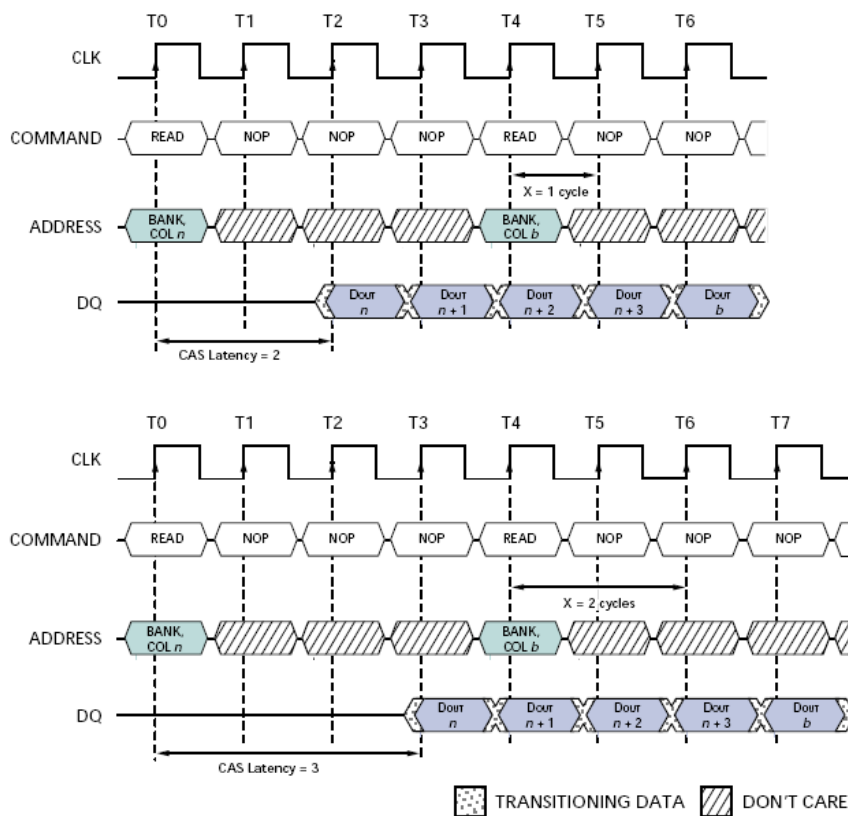 T0 T1 T2 T3 T4 T5 T6
CLK
COMMAND READ NOP NOP NOP READ NOP NOP
X = 1 cycle
ADDRESS BANK, COL n BANK, COL b
DQ DOUT n DOUT n + 1 DOUT n + 2 DOUT n + 3 DOUT b
CAS Latency = 2
T0 T1 T2 T3 T4 T5 T6 T7
CLK
COMMAND READ NOP NOP NOP READ NOP NOP NOP
X = 2 cycles
ADDRESS BANK, COL n BANK, COL b
DQ DOUT n DOUT n + 1 DOUT n + 2 DOUT n + 3 DOUT b
CAS Latency = 3
TRANSITIONING DATA DON'T CARE